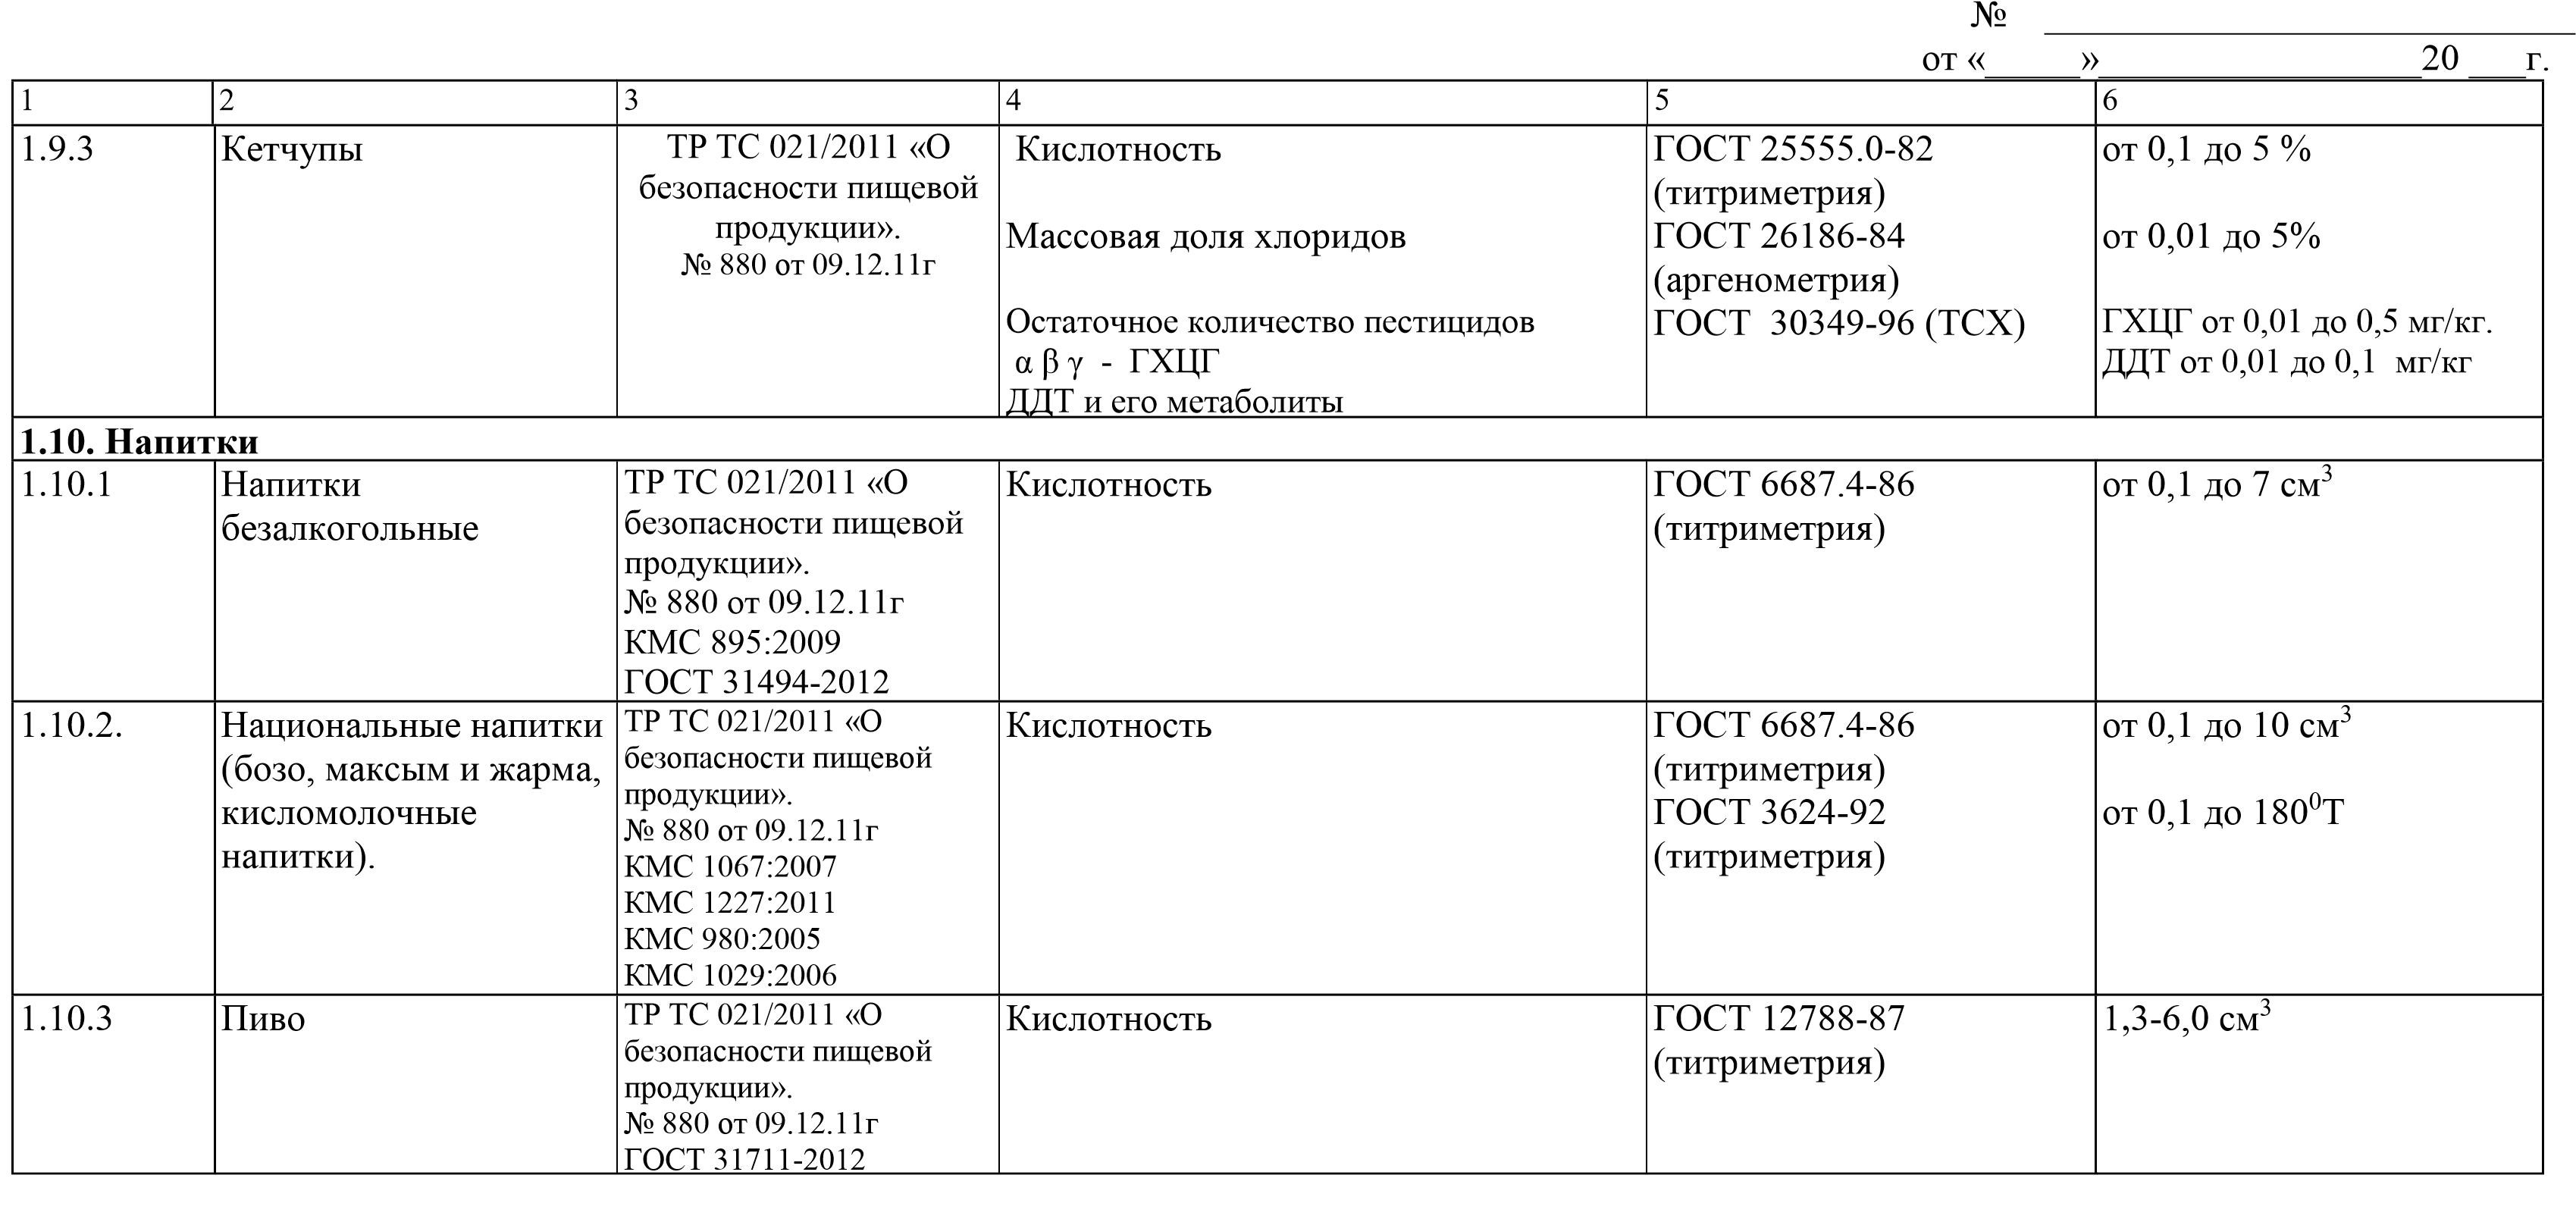 № ____________________________
от «______»________________20 ___г.
1 2 3 4 5 6
1.9.3 Кетчупы ТР ТС 021/2011 «О Кислотность ГОСТ 25555.0-82 от 0,1 до 5 %
безопасности пищевой (титриметрия)
продукции». Массовая доля хлоридов ГОСТ 26186-84 от 0,01 до 5%
№ 880 от 09.12.11г (аргенометрия)
Остаточное количество пестицидов ГОСТ 30349-96 (ТСХ) ГХЦГ от 0,01 до 0,5 мг/кг.
α β γ - ГХЦГ ДДТ от 0,01 до 0,1 мг/кг
ДДТ и его метаболиты
1.10. Напитки
1.10.1 Напитки ТР ТС 021/2011 «О Кислотность ГОСТ 6687.4-86 от 0,1 до 7 см³
безалкогольные безопасности пищевой (титриметрия)
продукции».
№ 880 от 09.12.11г
КМС 895:2009
ГОСТ 31494-2012
1.10.2. Национальные напитки ТР ТС 021/2011 «О Кислотность ГОСТ 6687.4-86 от 0,1 до 10 см³
(бозо, максым и жарма, безопасности пищевой (титриметрия)
кисломолочные продукции». ГОСТ 3624-92 от 0,1 до 180⁰Т
напитки). № 880 от 09.12.11г (титриметрия)
КМС 1067:2007
КМС 1227:2011
КМС 980:2005
КМС 1029:2006
1.10.3 Пиво ТР ТС 021/2011 «О Кислотность ГОСТ 12788-87 1,3-6,0 см³
безопасности пищевой (титриметрия)
продукции».
№ 880 от 09.12.11г
ГОСТ 31711-2012